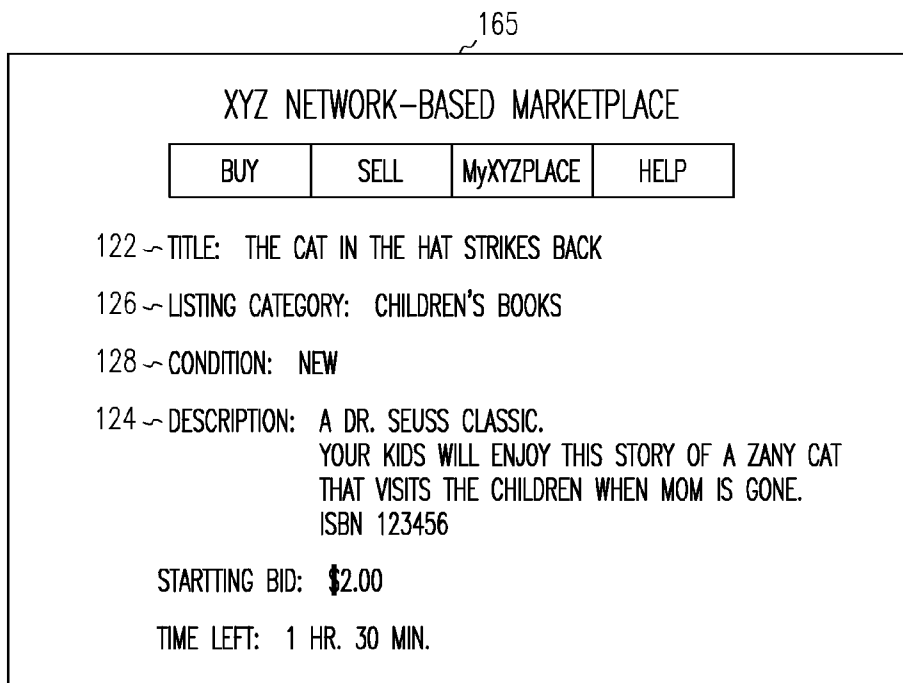 165
XYZ NETWORK-BASED MARKETPLACE
BUY SELL MyXYZPLACE HELP
122 TITLE: THE CAT IN THE HAT STRIKES BACK
126 LISTING CATEGORY: CHILDREN'S BOOKS
128 CONDITION: NEW
124 DESCRIPTION: A DR. SEUSS CLASSIC.
YOUR KIDS WILL ENJOY THIS STORY OF A ZANY CAT
THAT VISITS THE CHILDREN WHEN MOM IS GONE.
ISBN 123456
STARTTING BID: $2.00
TIME LEFT: 1 HR. 30 MIN.